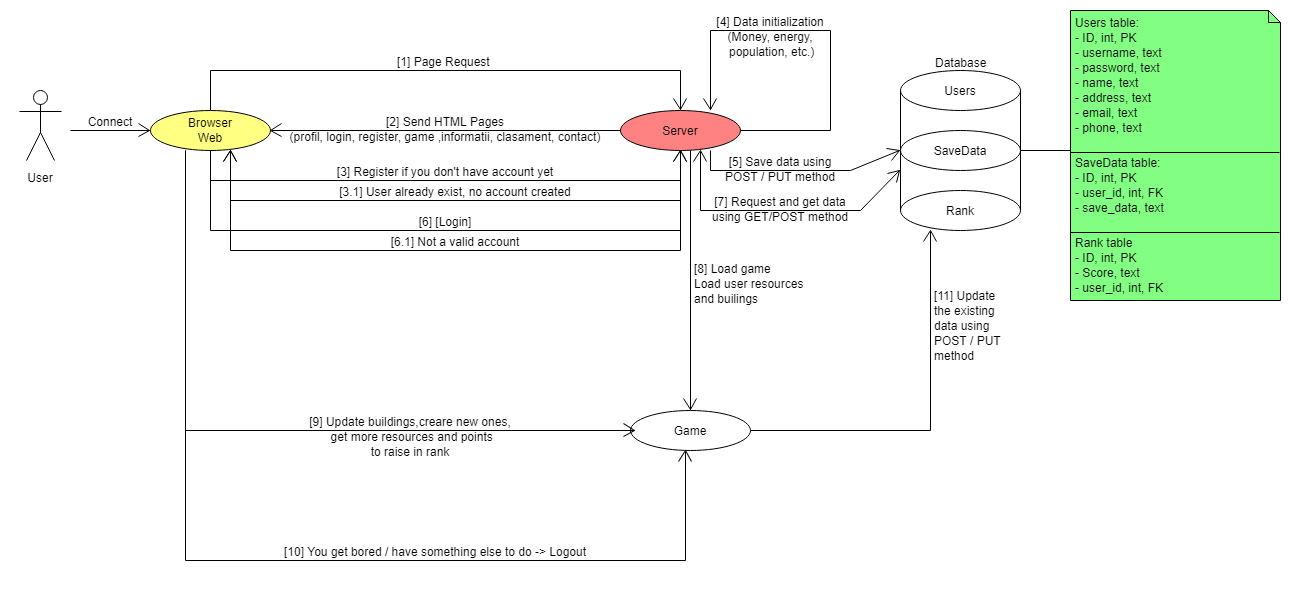 [4] Data initialization
(Money, energy,
population, etc.)
[1] Page Request
Connect
User
Browser
Web
[2] Send HTML Pages
(profil, login, register, game ,informatii, clasament, contact)
Server
[3] Register if you don't have account yet
[3.1] User already exist, no account created
[6] [Login]
[6.1] Not a valid account
[5] Save data using
POST / PUT method
[7] Request and get data
using GET/POST method
Database
Users
SaveData
Rank
Users table:
- ID, int, PK
- username, text
- password, text
- name, text
- address, text
- email, text
- phone, text
SaveData table:
- ID, int, PK
- user_id, int, FK
- save_data, text
Rank table
- ID, int, PK
- Score, text
- user_id, int, FK
[8] Load game
Load user resources
and builings
[11] Update
the existing
data using
POST / PUT
method
[9] Update buildings,creare new ones,
get more resources and points
to raise in rank
Game
[10] You get bored / have something else to do -> Logout